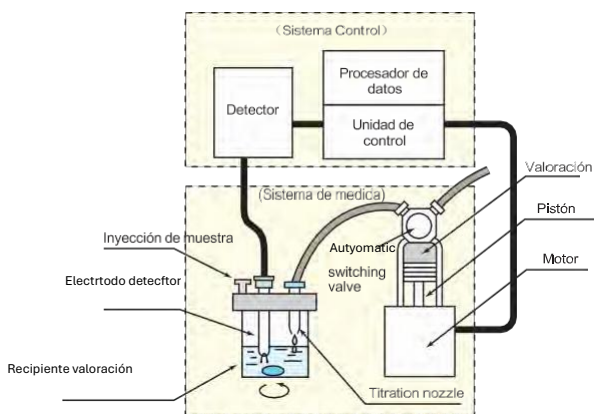 (Sistema Control)
Procesador de
datos
Detector
Unidad de
control
Valoración
(Sistema de medica)
Pistón
Inyección de muestra
Autyomatic
switching
valve
Motor
Electrtodo detecftor
Recipiente valoración
Titration nozzle